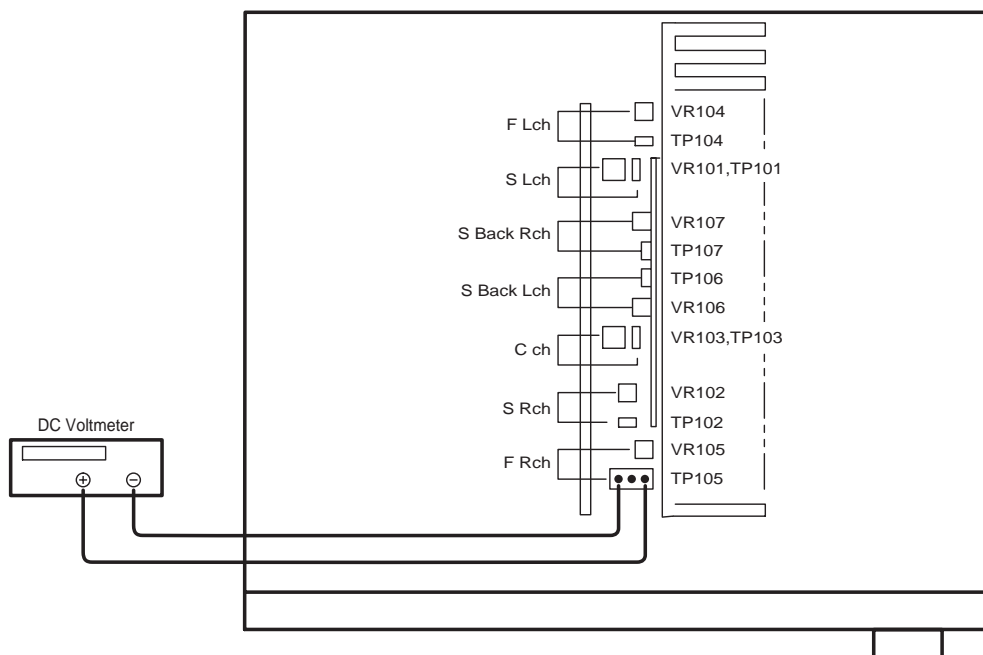 F Lch
VR104
TP104
S Lch
VR101,TP101
S Back Rch
VR107
TP107
S Back Lch
TP106
VR106
C ch
VR103,TP103
S Rch
VR102
TP102
F Rch
VR105
TP105
DC Voltmeter
+
−